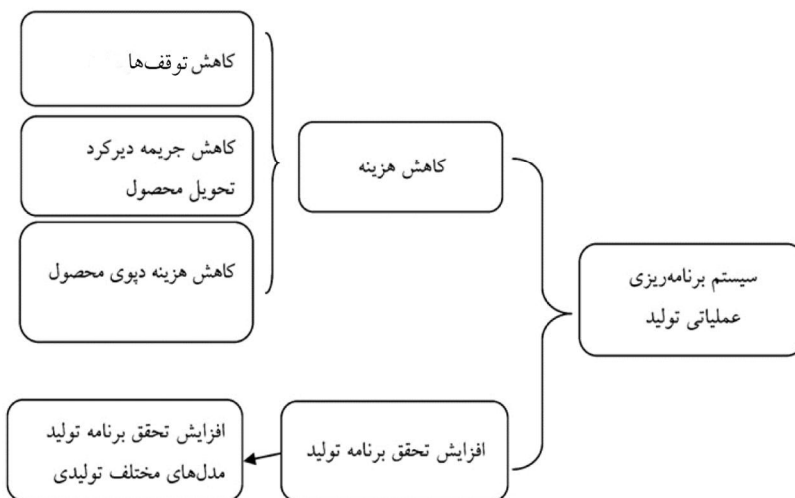 سیستم برنامه‌ریزی
عملیاتی تولید
کاهش هزینه
کاهش توقف‌ها
کاهش جریمه دیرکرد
تحویل محصول
کاهش هزینه دپوی محصول
افزایش تحقق برنامه تولید
افزایش تحقق برنامه تولید
مدل‌های مختلف تولیدی